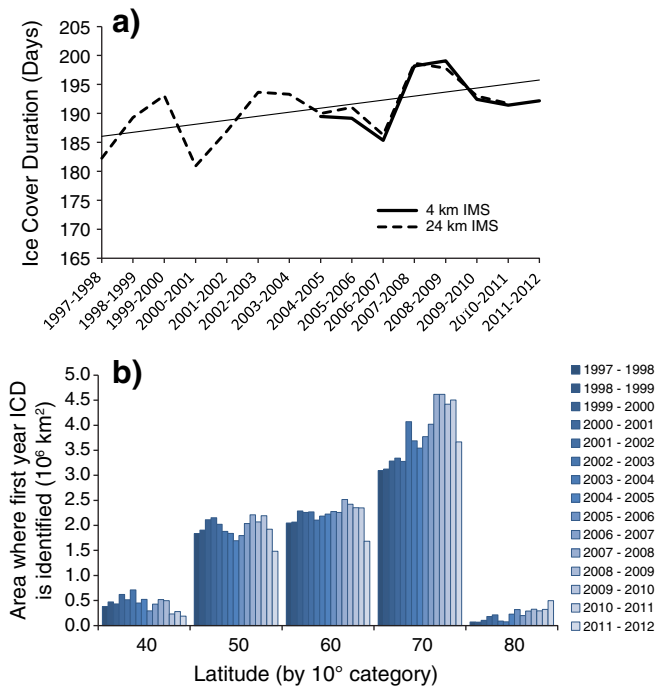 a)
Ice Cover Duration (Days)
205
200
195
190
185
180
175
170
165
4 km IMS
24 km IMS
1997-1998
1998-1999
1999-2000
2000-2001
2001-2002
2002-2003
2003-2004
2004-2005
2005-2006
2006-2007
2007-2008
2008-2009
2009-2010
2010-2011
2011-2012
b)
Area where first year ICD
is identified (10⁶ km²)
5.0
4.5
4.0
3.5
3.0
2.5
2.0
1.5
1.0
0.5
0.0
40
50
60
70
80
Latitude (by 10° category)
1997 - 1998
1998 - 1999
1999 - 2000
2000 - 2001
2001 - 2002
2002 - 2003
2003 - 2004
2004 - 2005
2005 - 2006
2006 - 2007
2007 - 2008
2008 - 2009
2009 - 2010
2010 - 2011
2011 - 2012